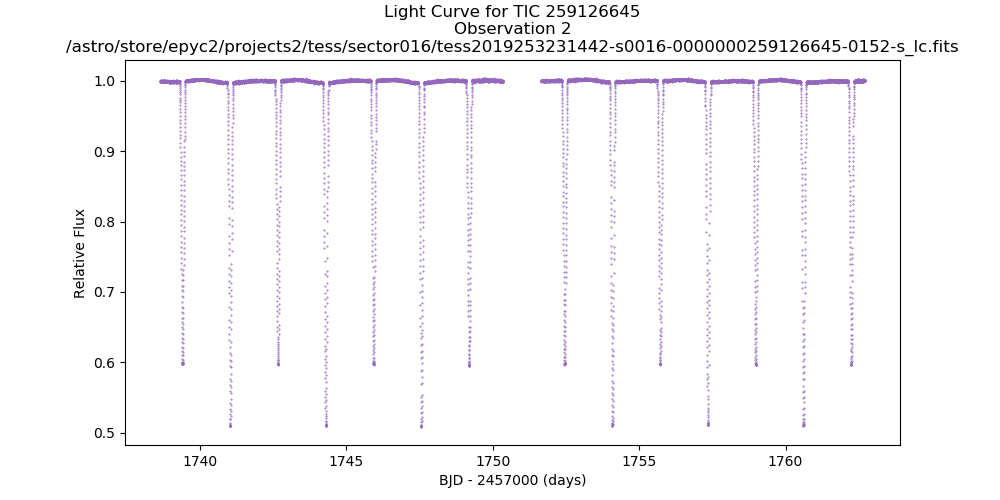 Light Curve for TIC 259126645
Observation 2
/astro/store/epyc2/projects2/tess/sector016/tess2019253231442-s0016-0000000259126645-0152-s_lc.fits
1.0
0.9
0.8
0.7
0.6
0.5
Relative Flux
1740
1745
1750
1755
1760
BJD - 2457000 (days)